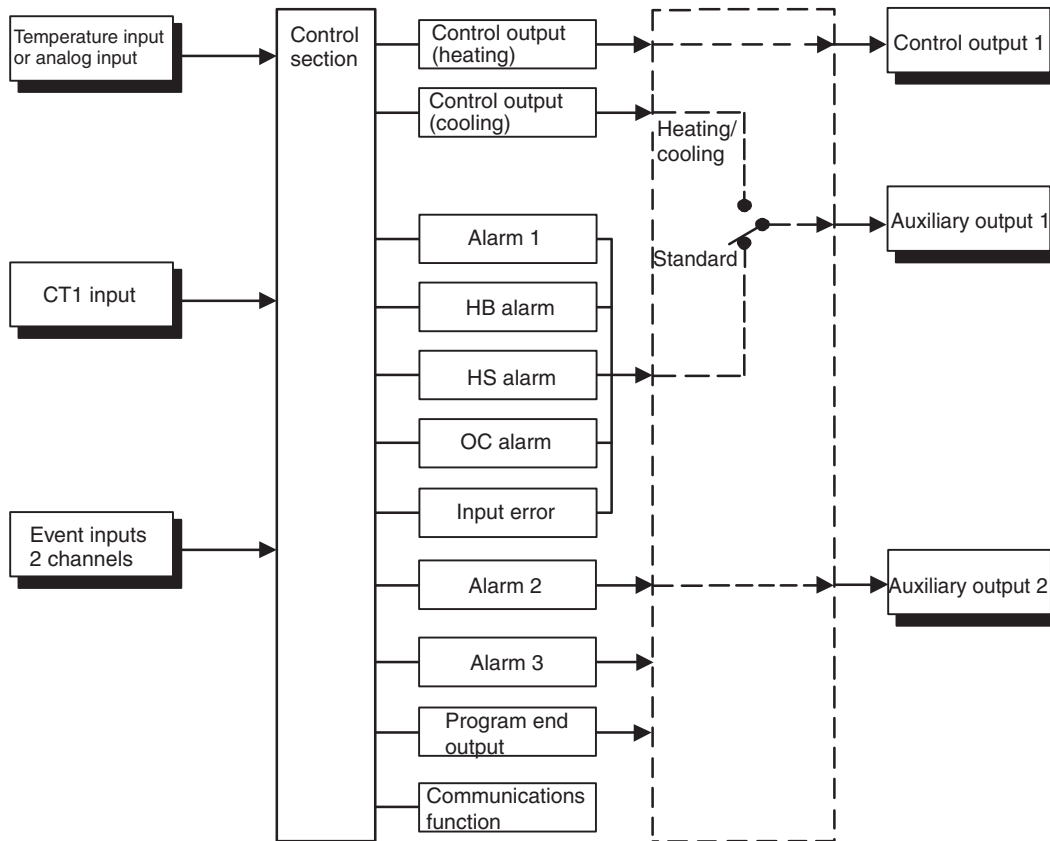 Temperature input
or analog input
CT1 input
Event inputs
2 channels
Control
section
Control output
(heating)
Control output
(cooling)
Alarm 1
HB alarm
HS alarm
OC alarm
Input error
Alarm 2
Alarm 3
Program end
output
Communications
function
Heating/
cooling
Standard
Control output 1
Auxiliary output 1
Auxiliary output 2